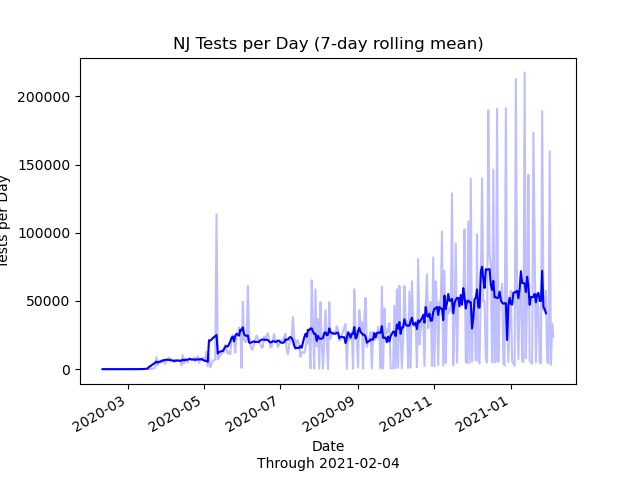 NJ Tests per Day (7-day rolling mean)
200000
150000
100000
50000
0
Tests per Day
2020-03
2020-05
2020-07
2020-09
2020-11
2021-01
Date
Through 2021-02-04